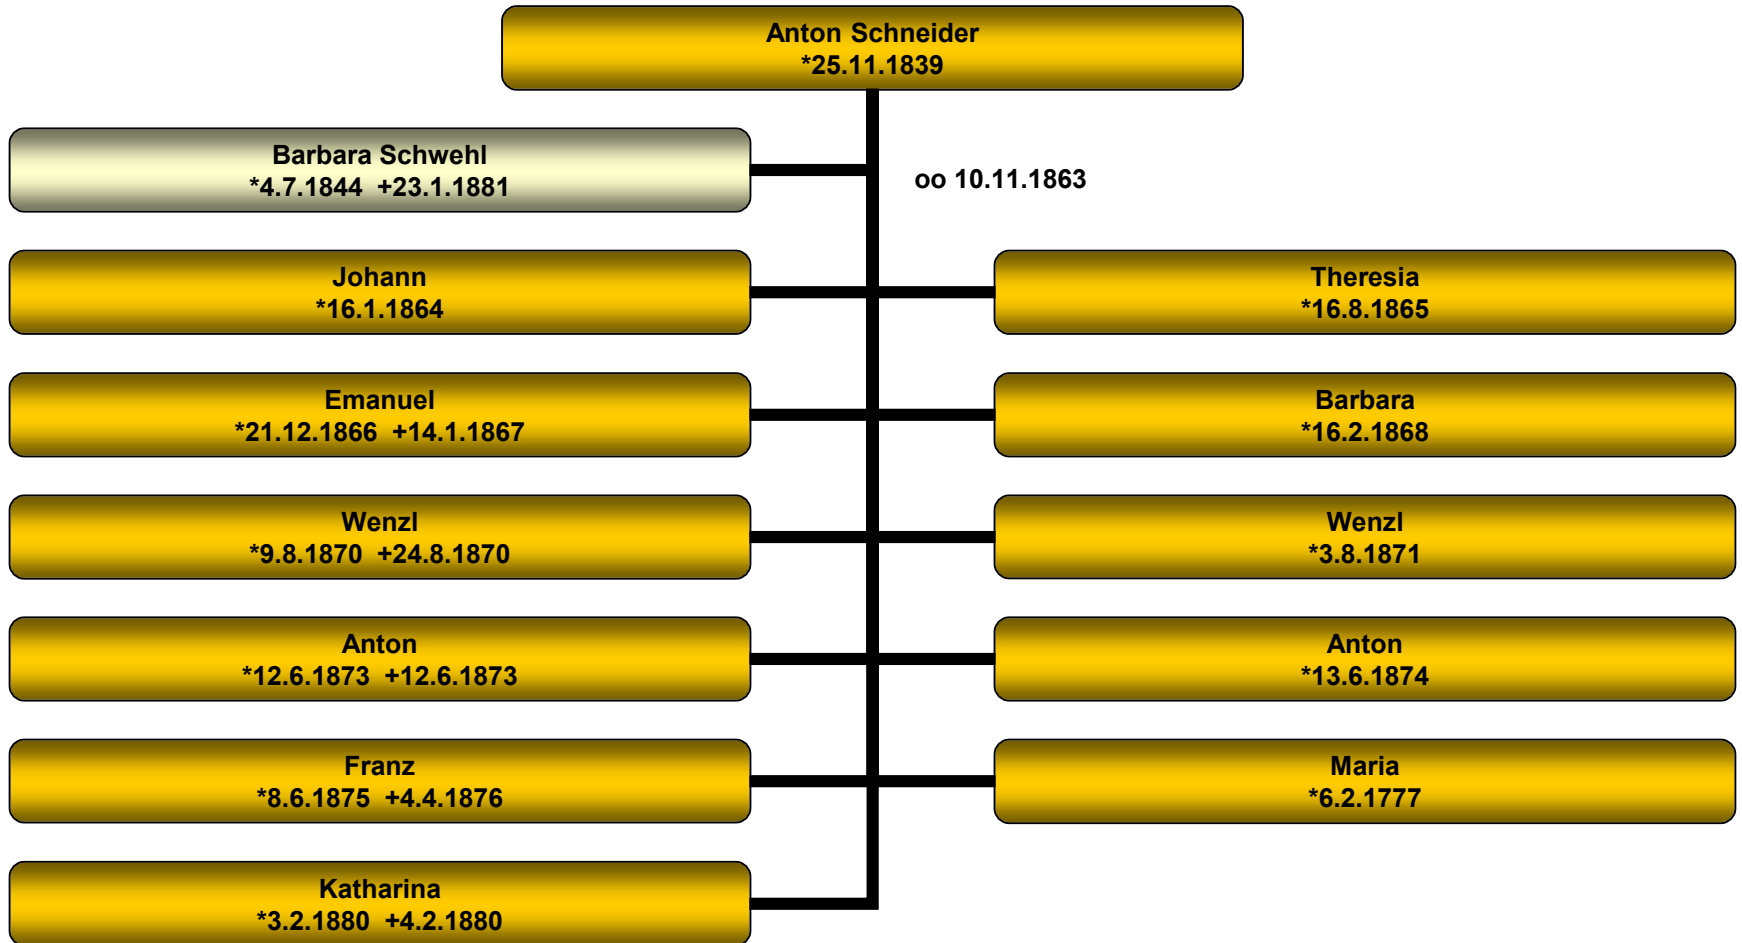 Anton Schneider
*25.11.1839
Barbara Schwehl
*4.7.1844 +23.1.1881
oo 10.11.1863
Johann
*16.1.1864
Theresia
*16.8.1865
Emanuel
*21.12.1866 +14.1.1867
Barbara
*16.2.1868
Wenzl
*9.8.1870 +24.8.1870
Wenzl
*3.8.1871
Anton
*12.6.1873 +12.6.1873
Anton
*13.6.1874
Franz
*8.6.1875 +4.4.1876
Maria
*6.2.1777
Katharina
*3.2.1880 +4.2.1880